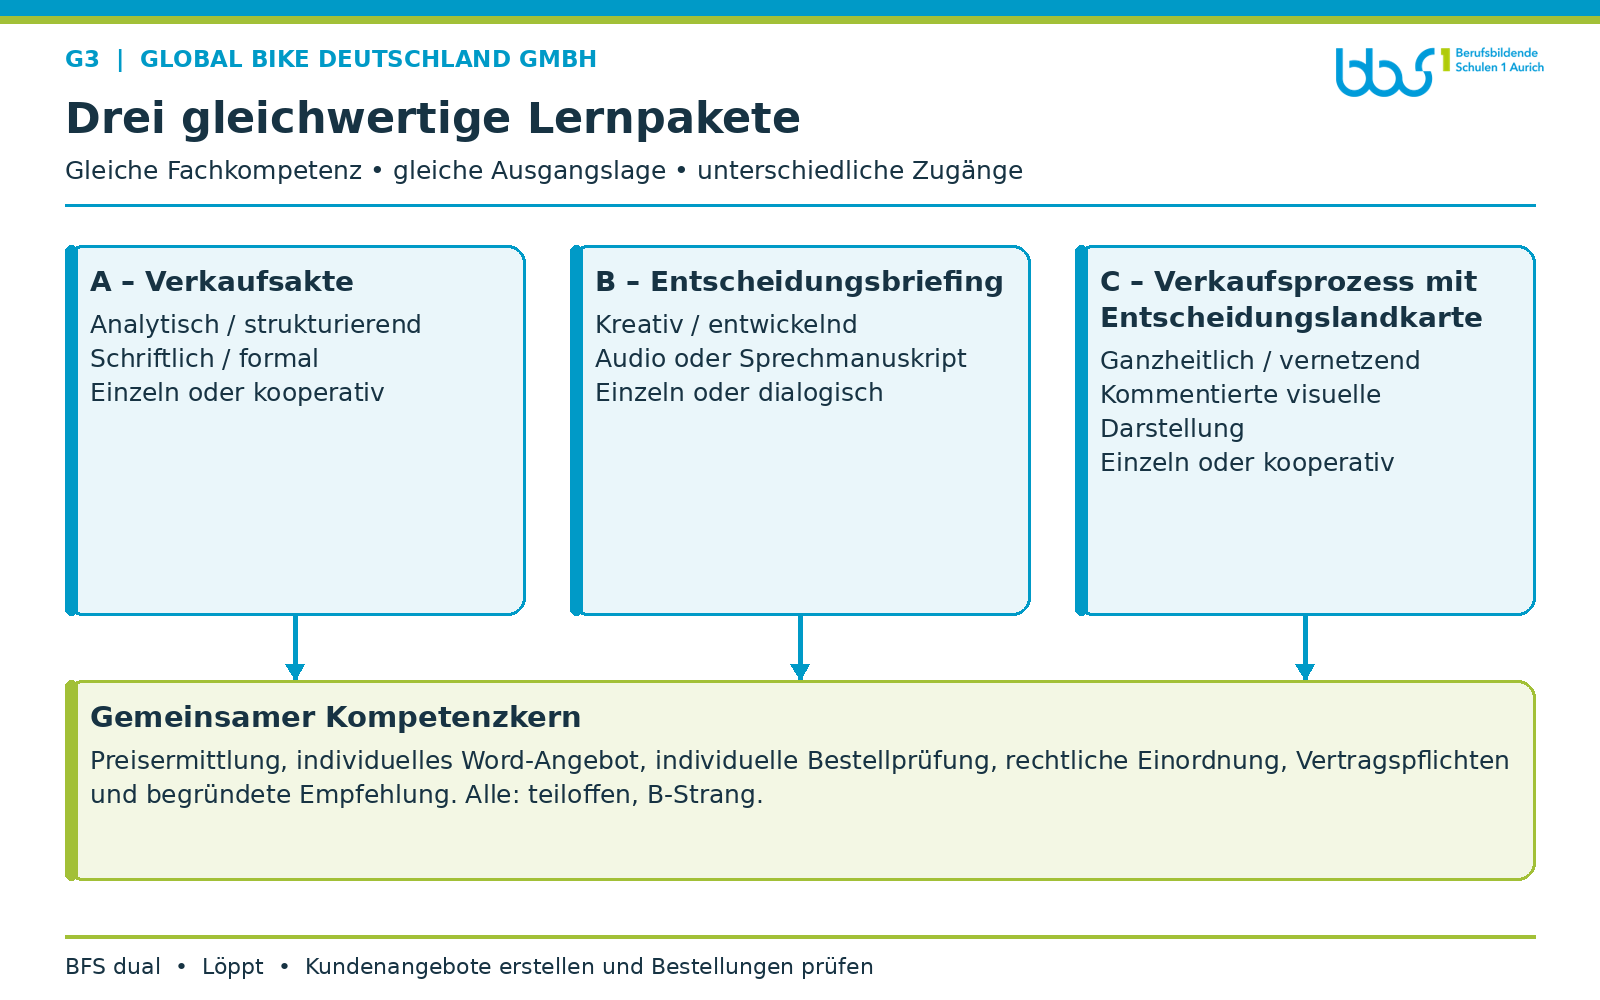 G3 | GLOBAL BIKE DEUTSCHLAND GMBH
bbs 1 Berufsbildende
Schulen 1 Aurich
Drei gleichwertige Lernpakete
Gleiche Fachkompetenz • gleiche Ausgangslage • unterschiedliche Zugänge
A – Verkaufsakte
Analytisch / strukturierend
Schriftlich / formal
Einzeln oder kooperativ
B – Entscheidungsbriefing
Kreativ / entwickelnd
Audio oder Sprechmanuskript
Einzeln oder dialogisch
C – Verkaufsprozess mit
Entscheidungslandkarte
Ganzheitlich / vernetzend
Kommentierte visuelle
Darstellung
Einzeln oder kooperativ
Gemeinsamer Kompetenzkern
Preisermittlung, individuelles Word-Angebot, individuelle Bestellprüfung, rechtliche Einordnung, Vertragspflichten
und begründete Empfehlung. Alle: teiloffen, B-Strang.
BFS dual • Löppt • Kundenangebote erstellen und Bestellungen prüfen